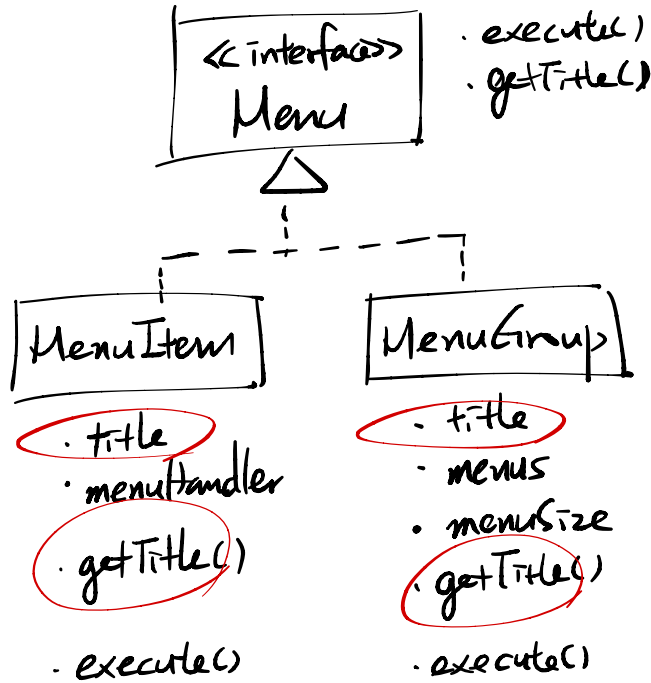 <<interface>>
Menu
· execute()
· getTitle()
MenuItem
· title
· menuHandler
· getTitle()
· execute()
MenuGroup
· title
· menus
· menuSize
· getTitle()
· execute()